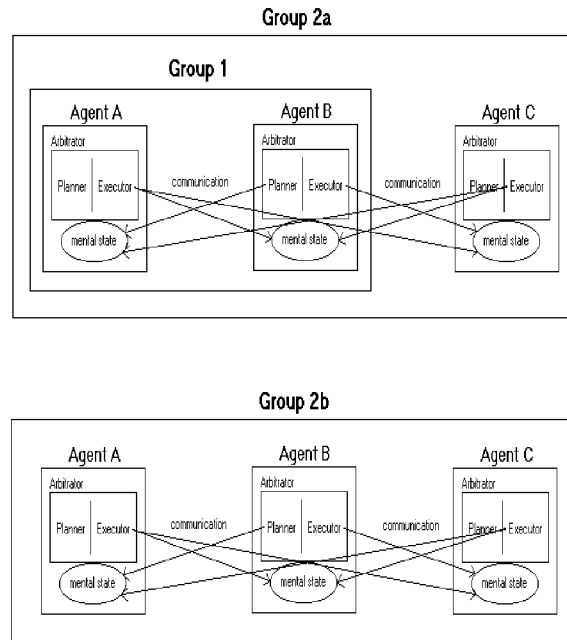 Group 2a
Group 1
Agent A Agent B Agent C
Arbitrator Arbitrator Arbitrator
communication communication
Planner Executor Planner Executor Planner Executor
mental state mental state mental state
Group 2b
Agent A Agent B Agent C
Arbitrator Arbitrator Arbitrator
communication communication
Planner Executor Planner Executor Planner Executor
mental state mental state mental state